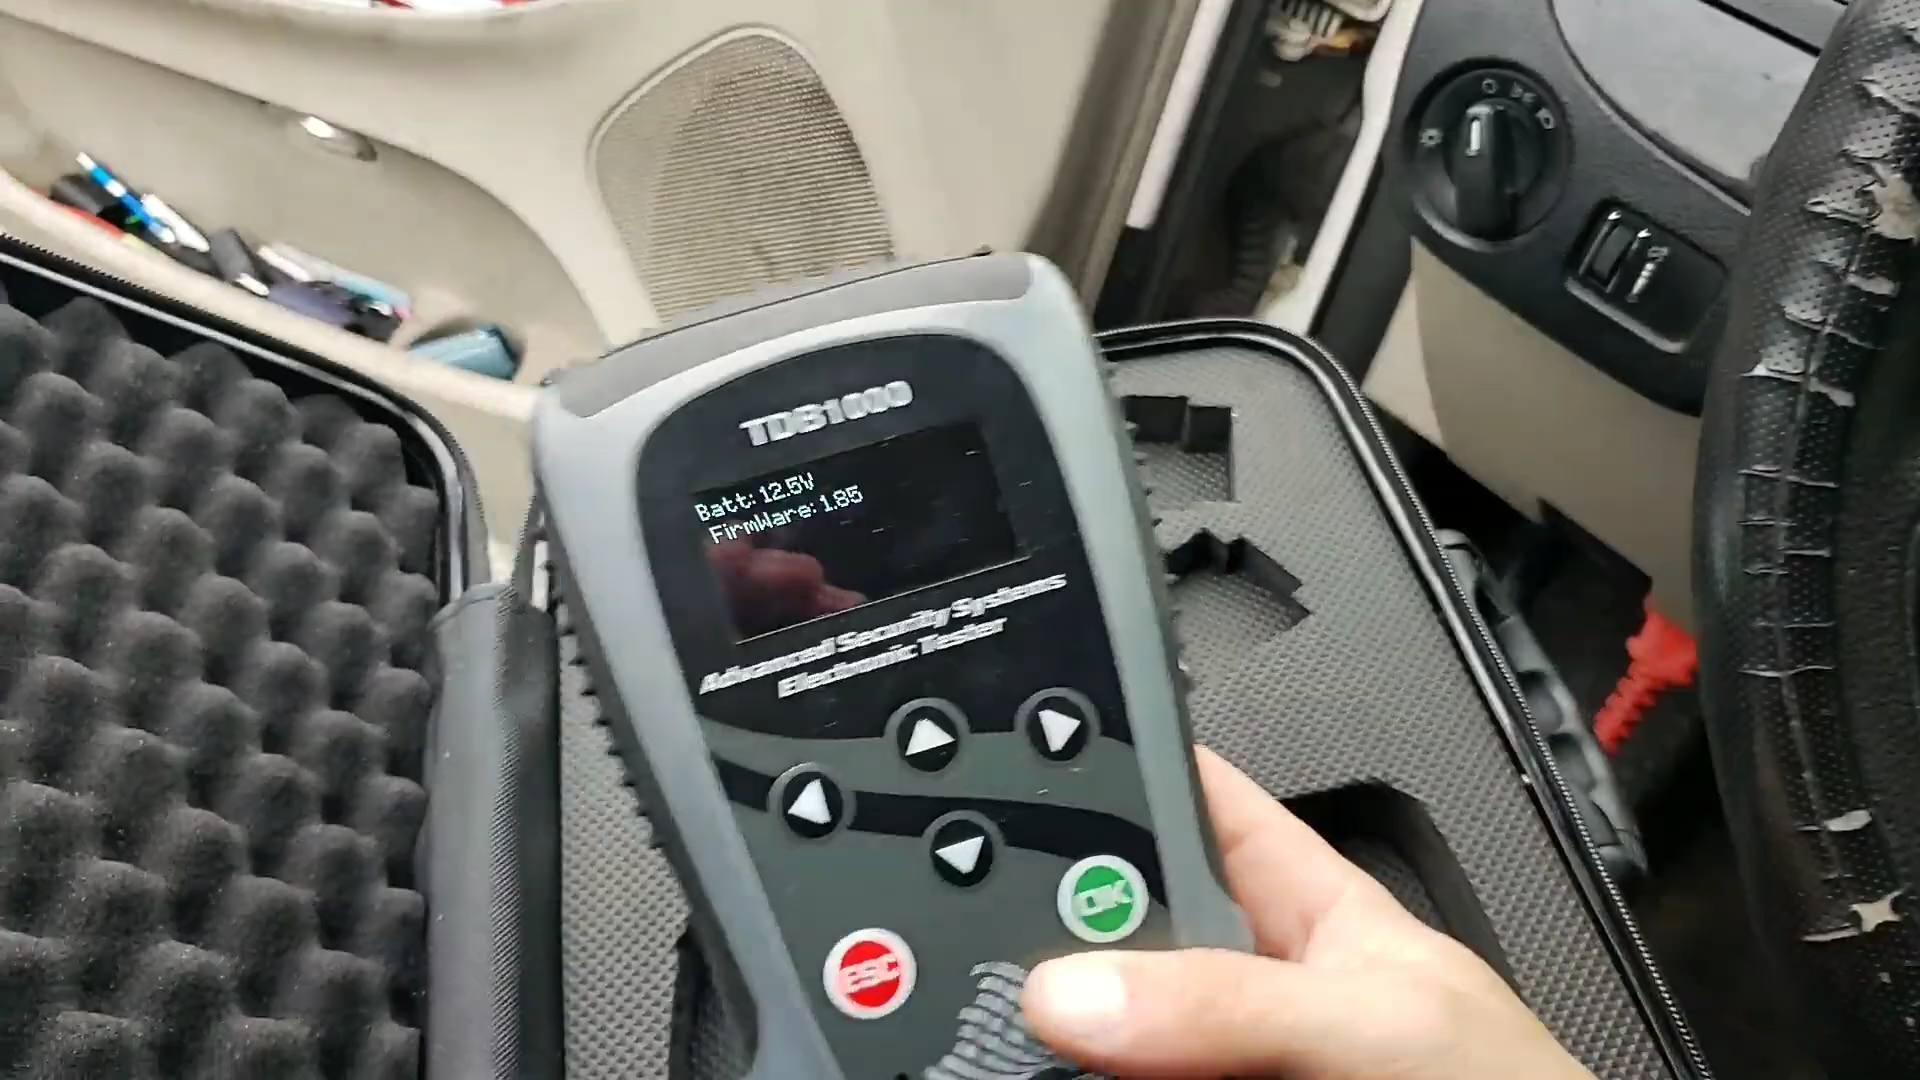 TDB1000
Batt: 12.5V
FirmWare: 1.85
Advanced Security Systems
Electronic Tester
OK
ESC